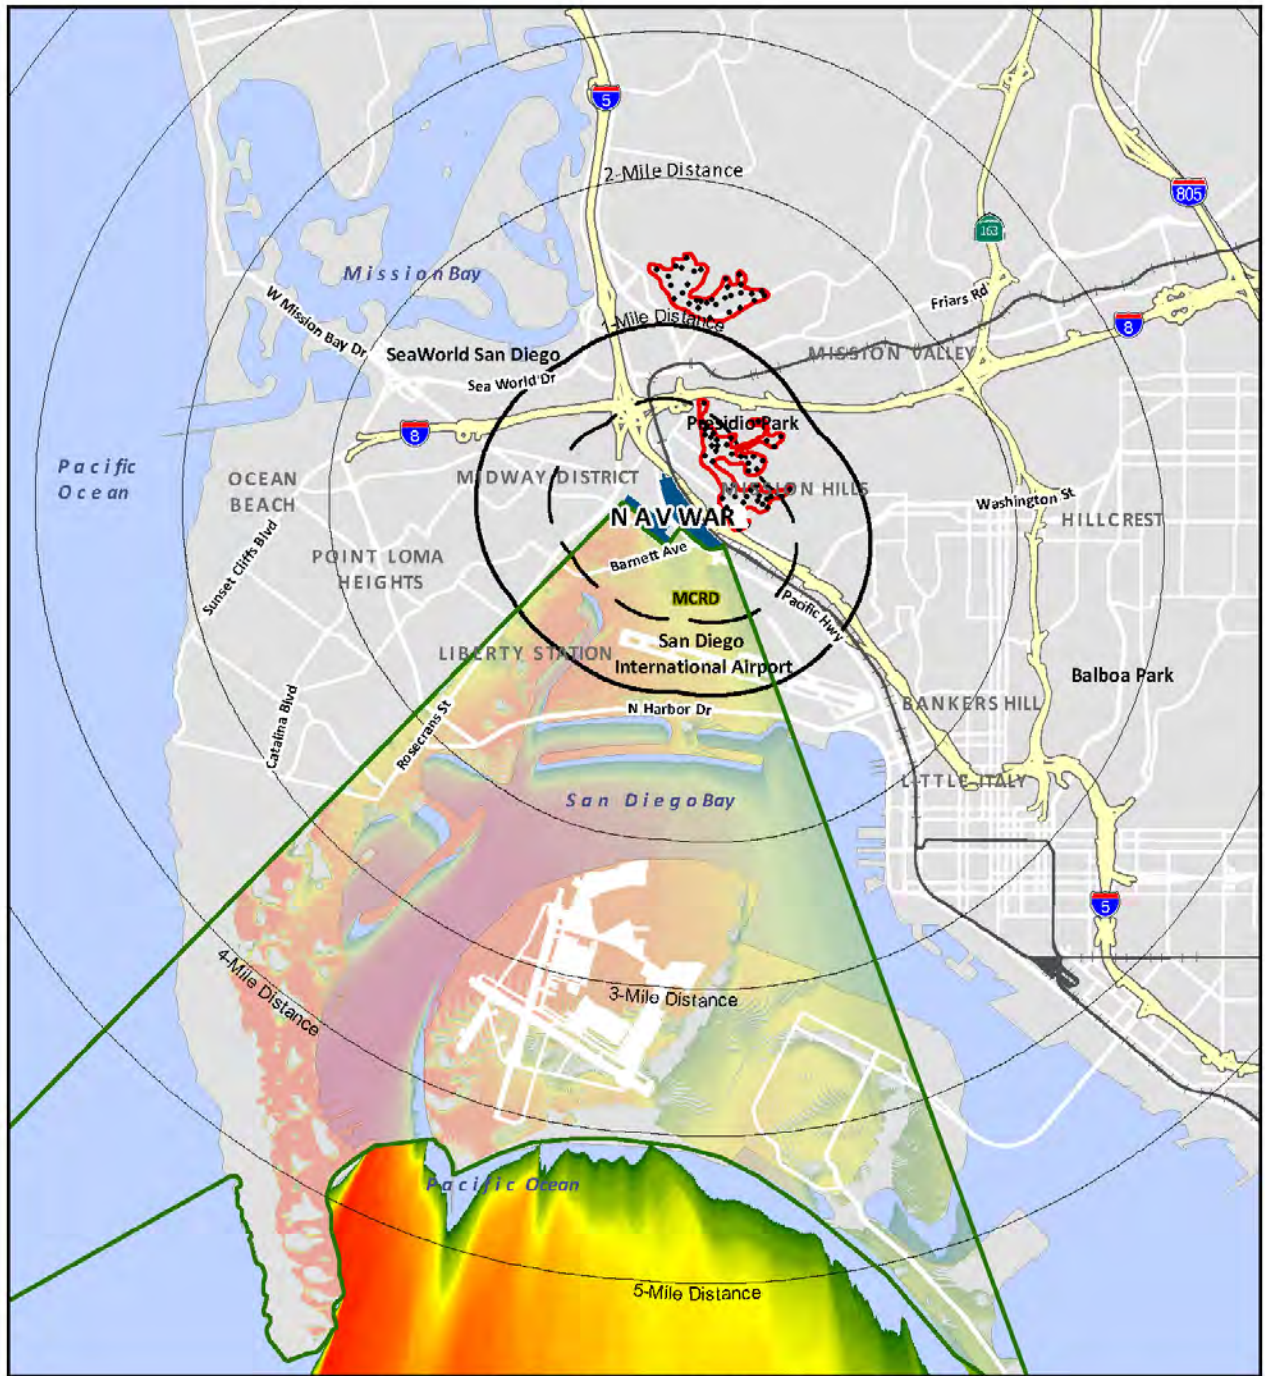 5
2-Mile Distance
805
163
Mission Bay
Friars Rd
W Mission Bay Dr
1-Mile Distance
8
SeaWorld San Diego
MISSION VALLEY
Sea World Dr
Presidio Park
8
Pacific
Ocean
OCEAN
BEACH
MIDWAY DISTRICT
MISSION HILLS
Washington St
NAVWAR
HILLCREST
Sunset Cliffs Blvd
POINT LOMA
HEIGHTS
Barnett Ave
MCRD
Pacific Hwy
San Diego
International Airport
LIBERTY STATION
Balboa Park
Catalina Blvd
Rosecrans St
N Harbor Dr
BANKERS HILL
LITTLE ITALY
San Diego Bay
5
4-Mile Distance
3-Mile Distance
Pacific Ocean
5-Mile Distance